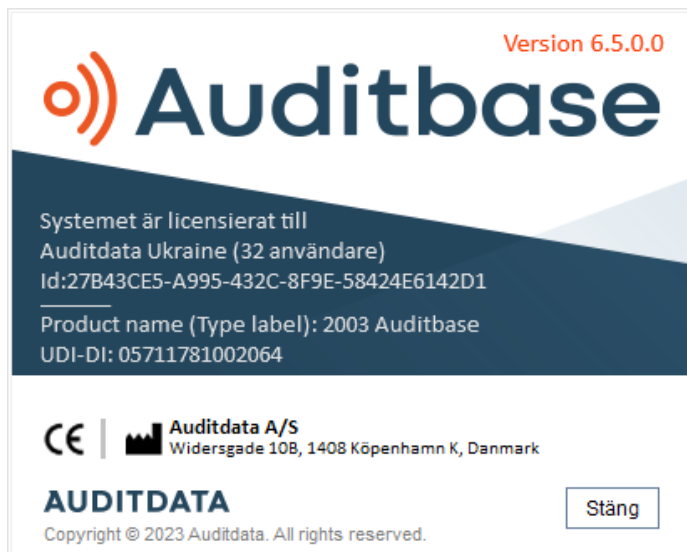 Version 6.5.0.0
Auditbase
Systemet är licensierat till
Auditdata Ukraine (32 användare)
Id:27B43CE5-A995-432C-8F9E-58424E6142D1
Product name (Type label): 2003 Auditbase
UDI-DI: 05711781002064
CE
Auditdata A/S
Widersgade 10B, 1408 Köpenhamn K, Danmark
AUDITDATA
Stäng
Copyright © 2023 Auditdata. All rights reserved.